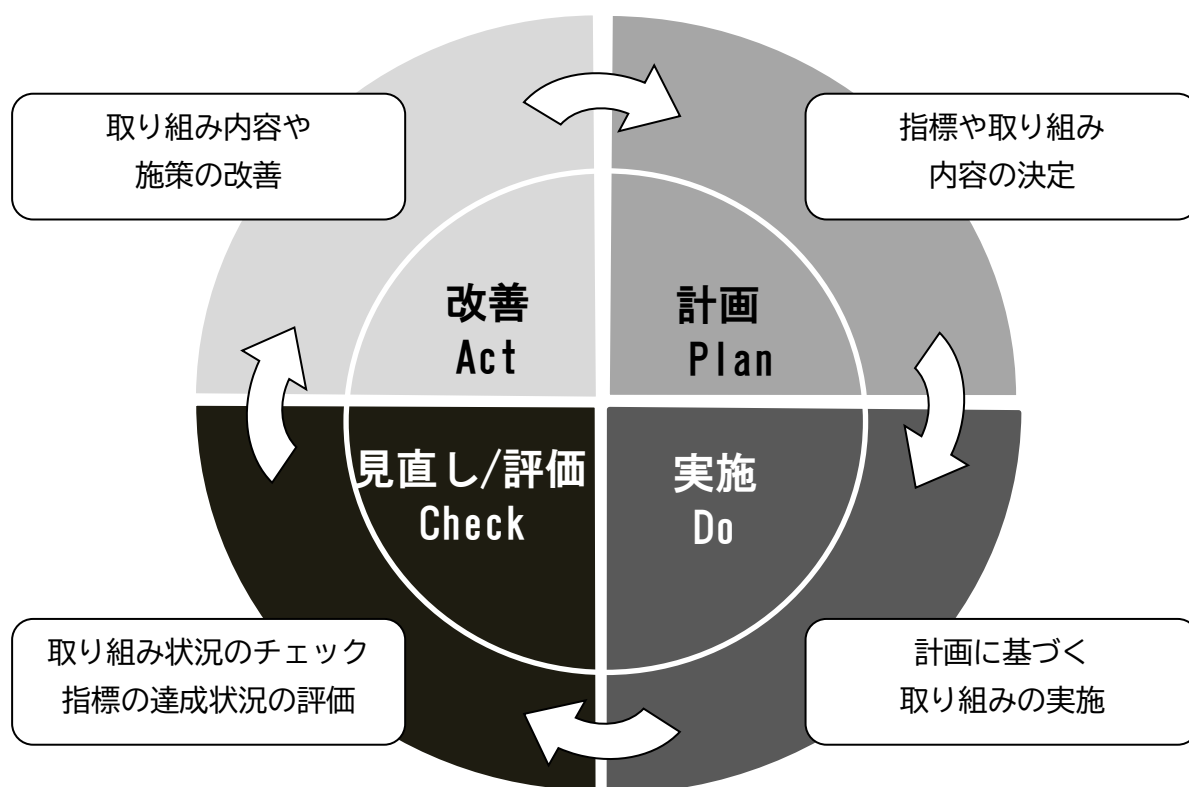 取り組み内容や
施策の改善
指標や取り組み
内容の決定
改善
Act
計画
Plan
見直し/評価
Check
実施
Do
取り組み状況のチェック
指標の達成状況の評価
計画に基づく
取り組みの実施